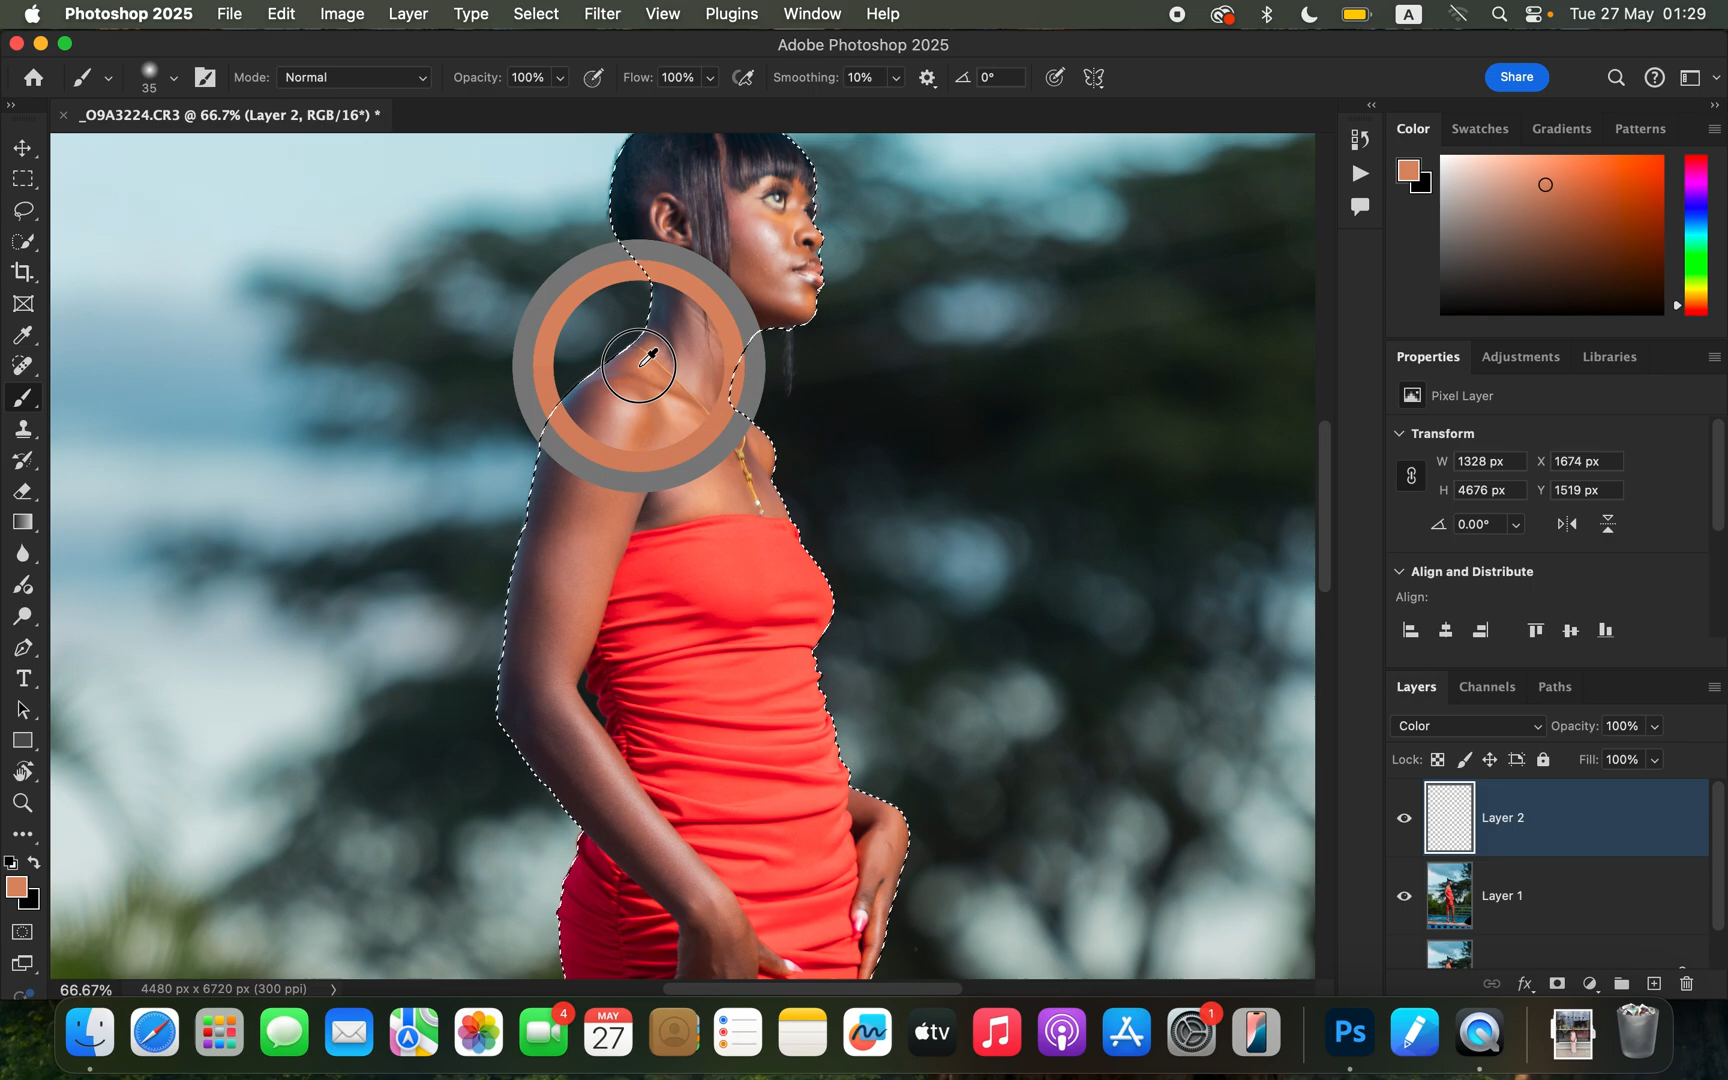 Photoshop 2025 File Edit Image Layer Type Select Filter View Plugins Window Help A Tue 27 May 01:29
Adobe Photoshop 2025
35 Mode: Normal Opacity: 100% Flow: 100% Smoothing: 10% 0° Share
_O9A3224.CR3 @ 66.7% (Layer 2, RGB/16*) *
Color Swatches Gradients Patterns
Properties Adjustments Libraries
Pixel Layer
Transform
W 1328 px X 1674 px
H 4676 px Y 1519 px
0.00°
Align and Distribute
Align:
Layers Channels Paths
Color Opacity: 100%
Lock: Fill: 100%
Layer 2
Layer 1
66.67% 4480 px x 6720 px (300 ppi)
4 MAY 27 tv 1 Ps